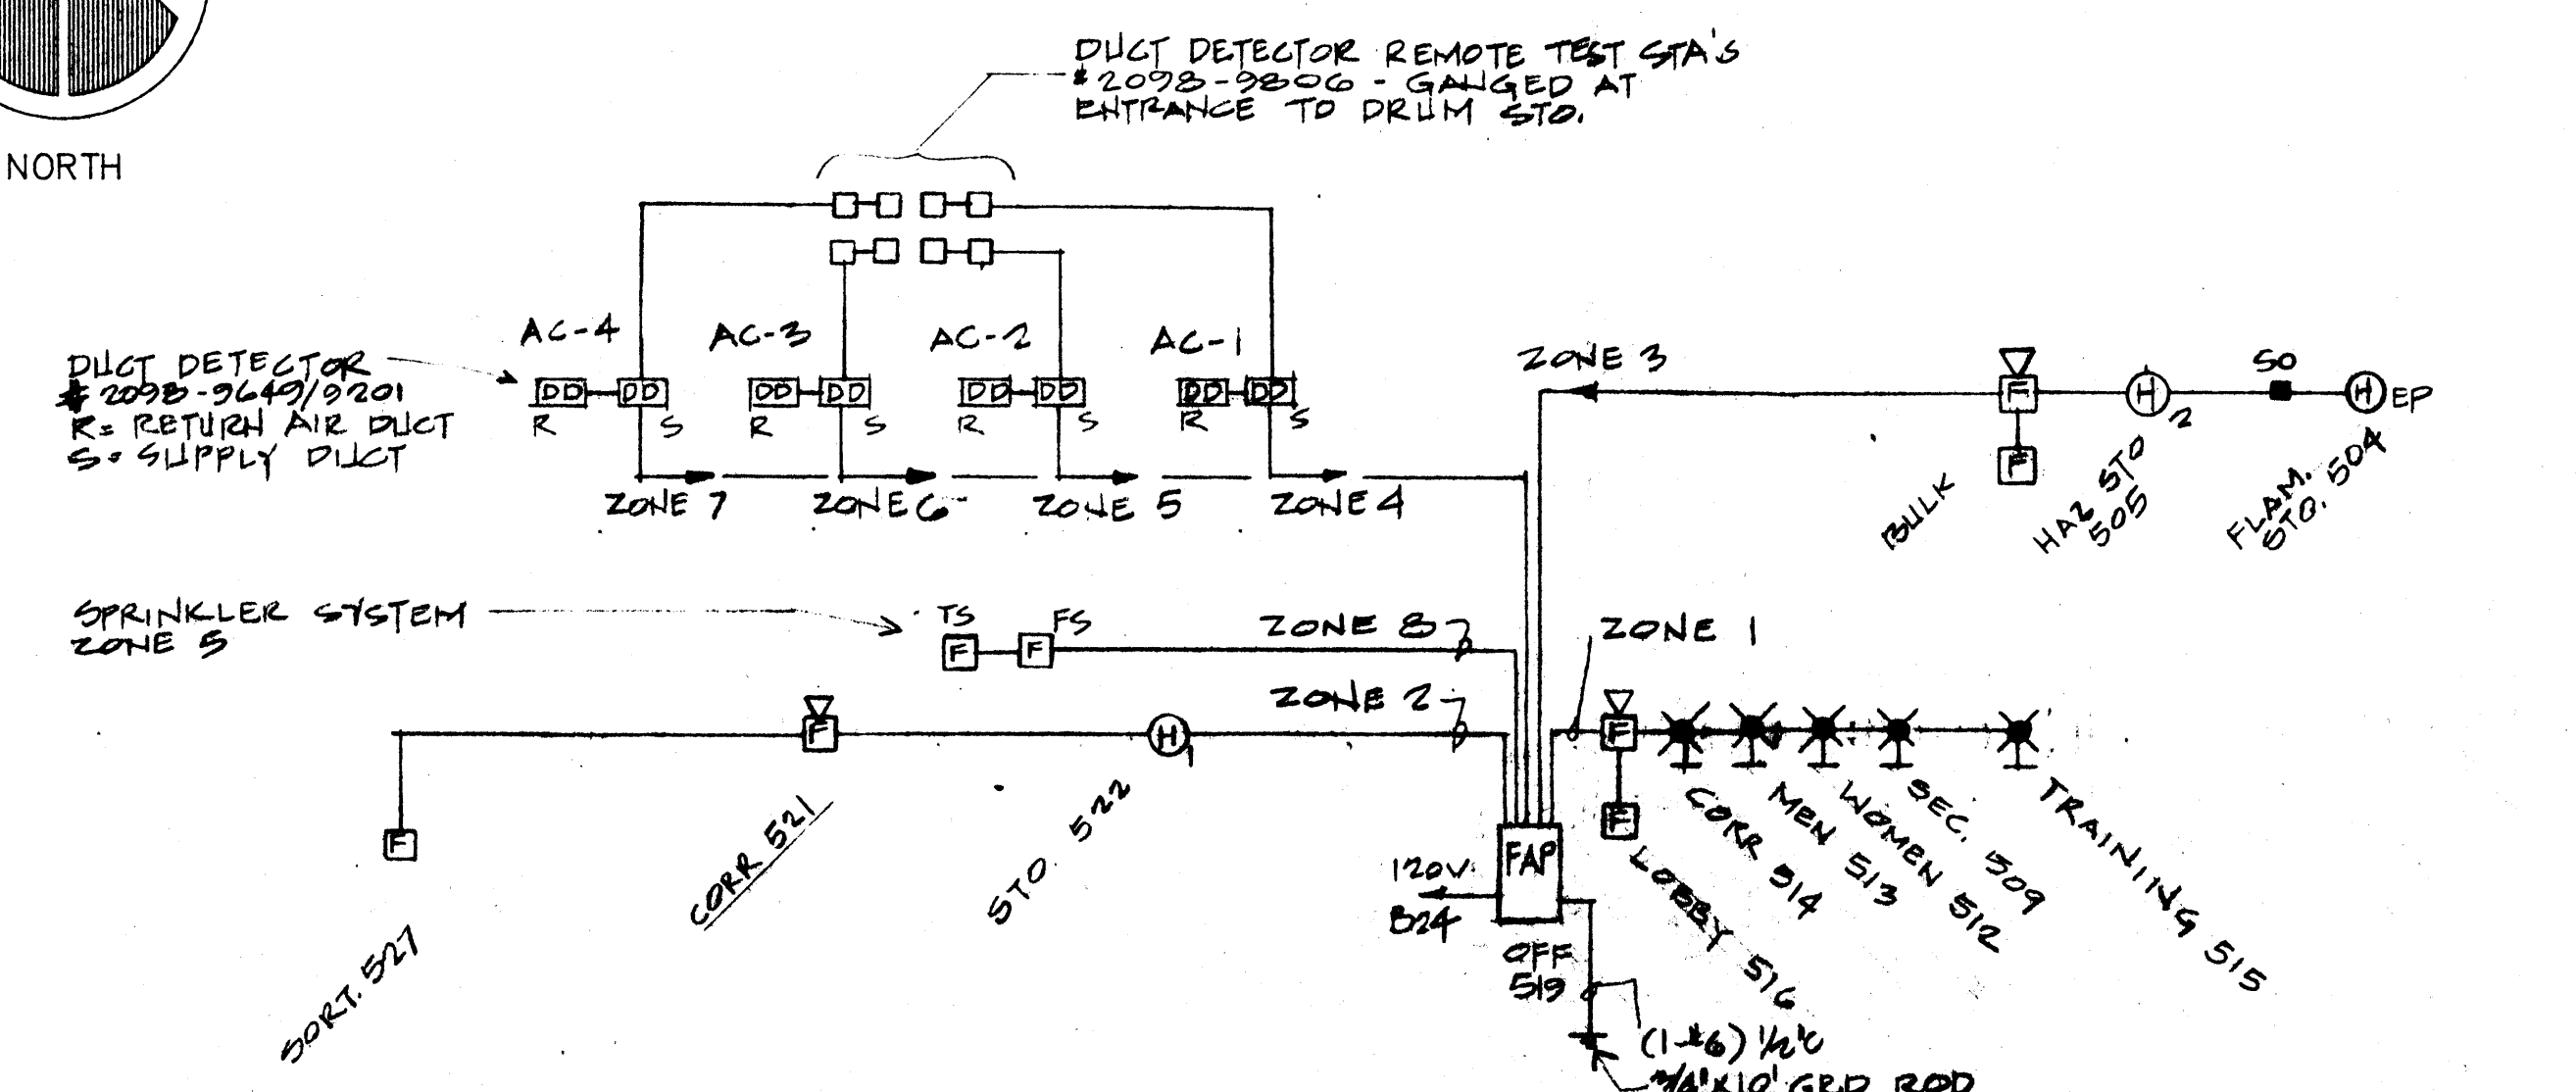 DUCT DETECTOR REMOTE TEST STA'S
#2098-9806 - GANGED AT
ENTRANCE TO DRUM STO.
NORTH
AC-4
AC-3
AC-2
AC-1
DUCT DETECTOR
#2098-9649/9201
R= RETURN AIR DUCT
S= SUPPLY DUCT
DD DD
DD DD
DD DD
DD DD
R S
R S
R S
R S
ZONE 7
ZONE 6
ZONE 5
ZONE 4
ZONE 3
F
F
H 2
SO
H EP
BULK
HAZ STO
505
FLAM.
STO. 504
SPRINKLER SYSTEM
ZONE 5
TS
F
FS
F
ZONE 8
ZONE 1
ZONE 2
F
F
H 1
SORT. 527
CORR 521
STO. 522
F
F
LOBBY 516
CORR 514
MEN 513
WOMEN 512
SEC. 509
TRAINING 515
FAP
120V.
B24
OFF
519
(1-#6) 1/2"C
3/4"x10' GRD ROD